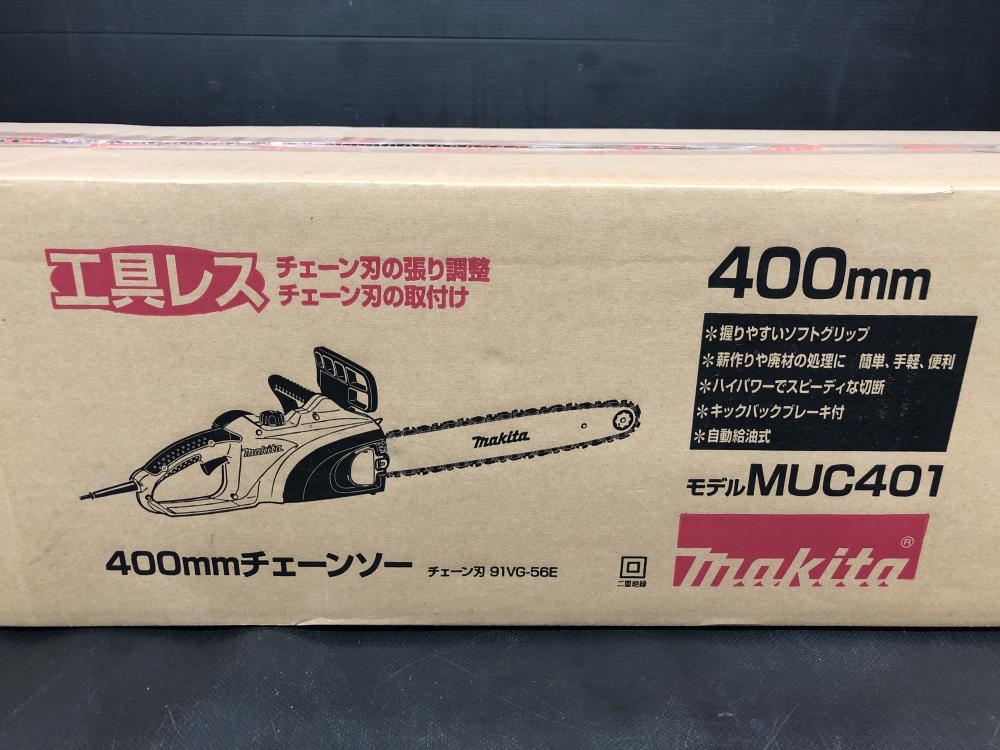 工具レス
チェーン刃の張り調整
チェーン刃の取付け
400mm
＊握りやすいソフトグリップ
＊薪作りや廃材の処理に 簡単、手軽、便利
＊ハイパワーでスピーディな切断
＊キックバックブレーキ付
＊自動給油式
makita
makita
モデルMUC401
400mmチェーンソー
チェーン刃 91VG-56E
二重絶縁
makita®